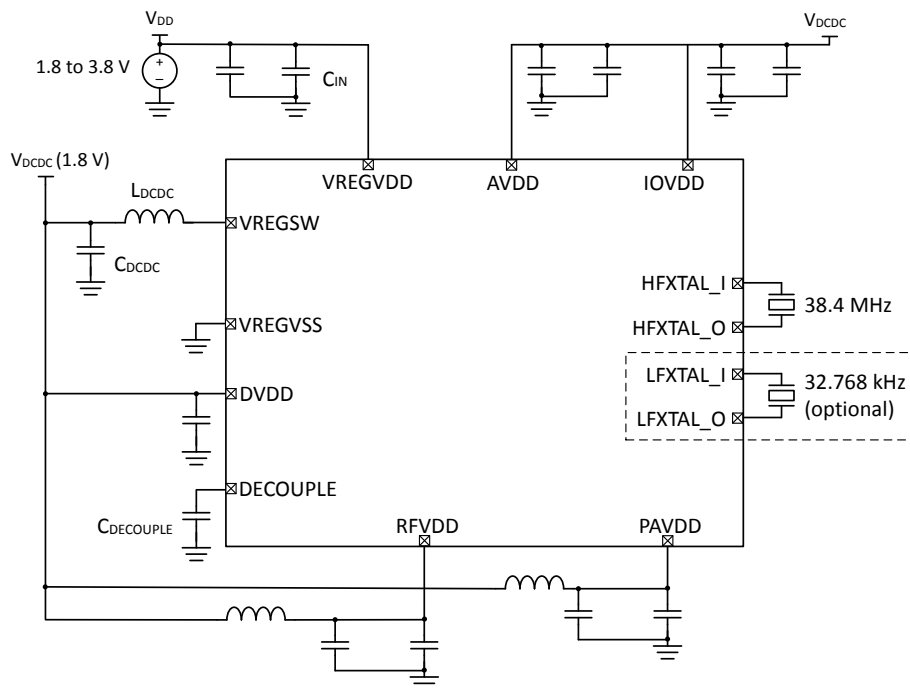 VDD
VDCDC
1.8 to 3.8 V
+
–
CIN
VDCDC (1.8 V)
VREGVDD
AVDD
IOVDD
LDCDC
VREGSW
CDCDC
HFXTAL_I
38.4 MHz
HFXTAL_O
VREGVSS
LFXTAL_I
32.768 kHz
(optional)
LFXTAL_O
DVDD
DECOUPLE
CDECOUPLE
RFVDD
PAVDD